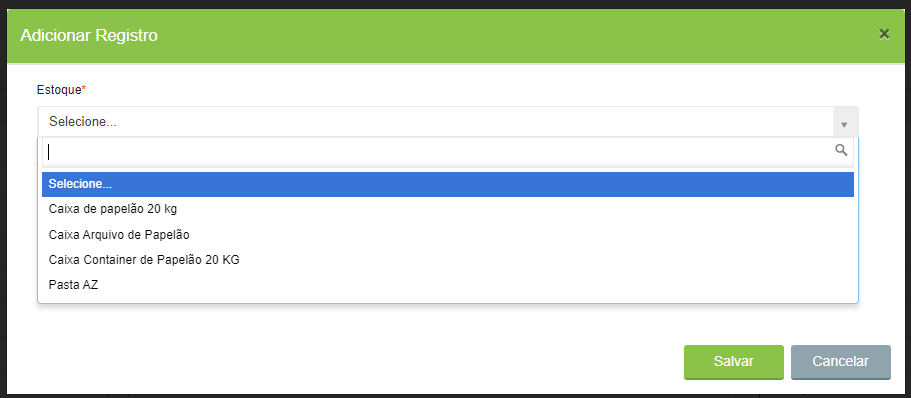 Adicionar Registro
×
Estoque*
Selecione...
Selecione...
Caixa de papelão 20 kg
Caixa Arquivo de Papelão
Caixa Container de Papelão 20 KG
Pasta AZ
Salvar Cancelar